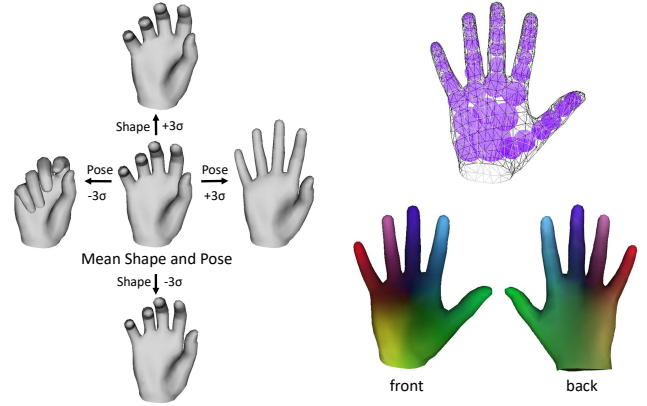 Shape +3σ
Pose Pose
-3σ +3σ
Mean Shape and Pose
Shape -3σ
front back